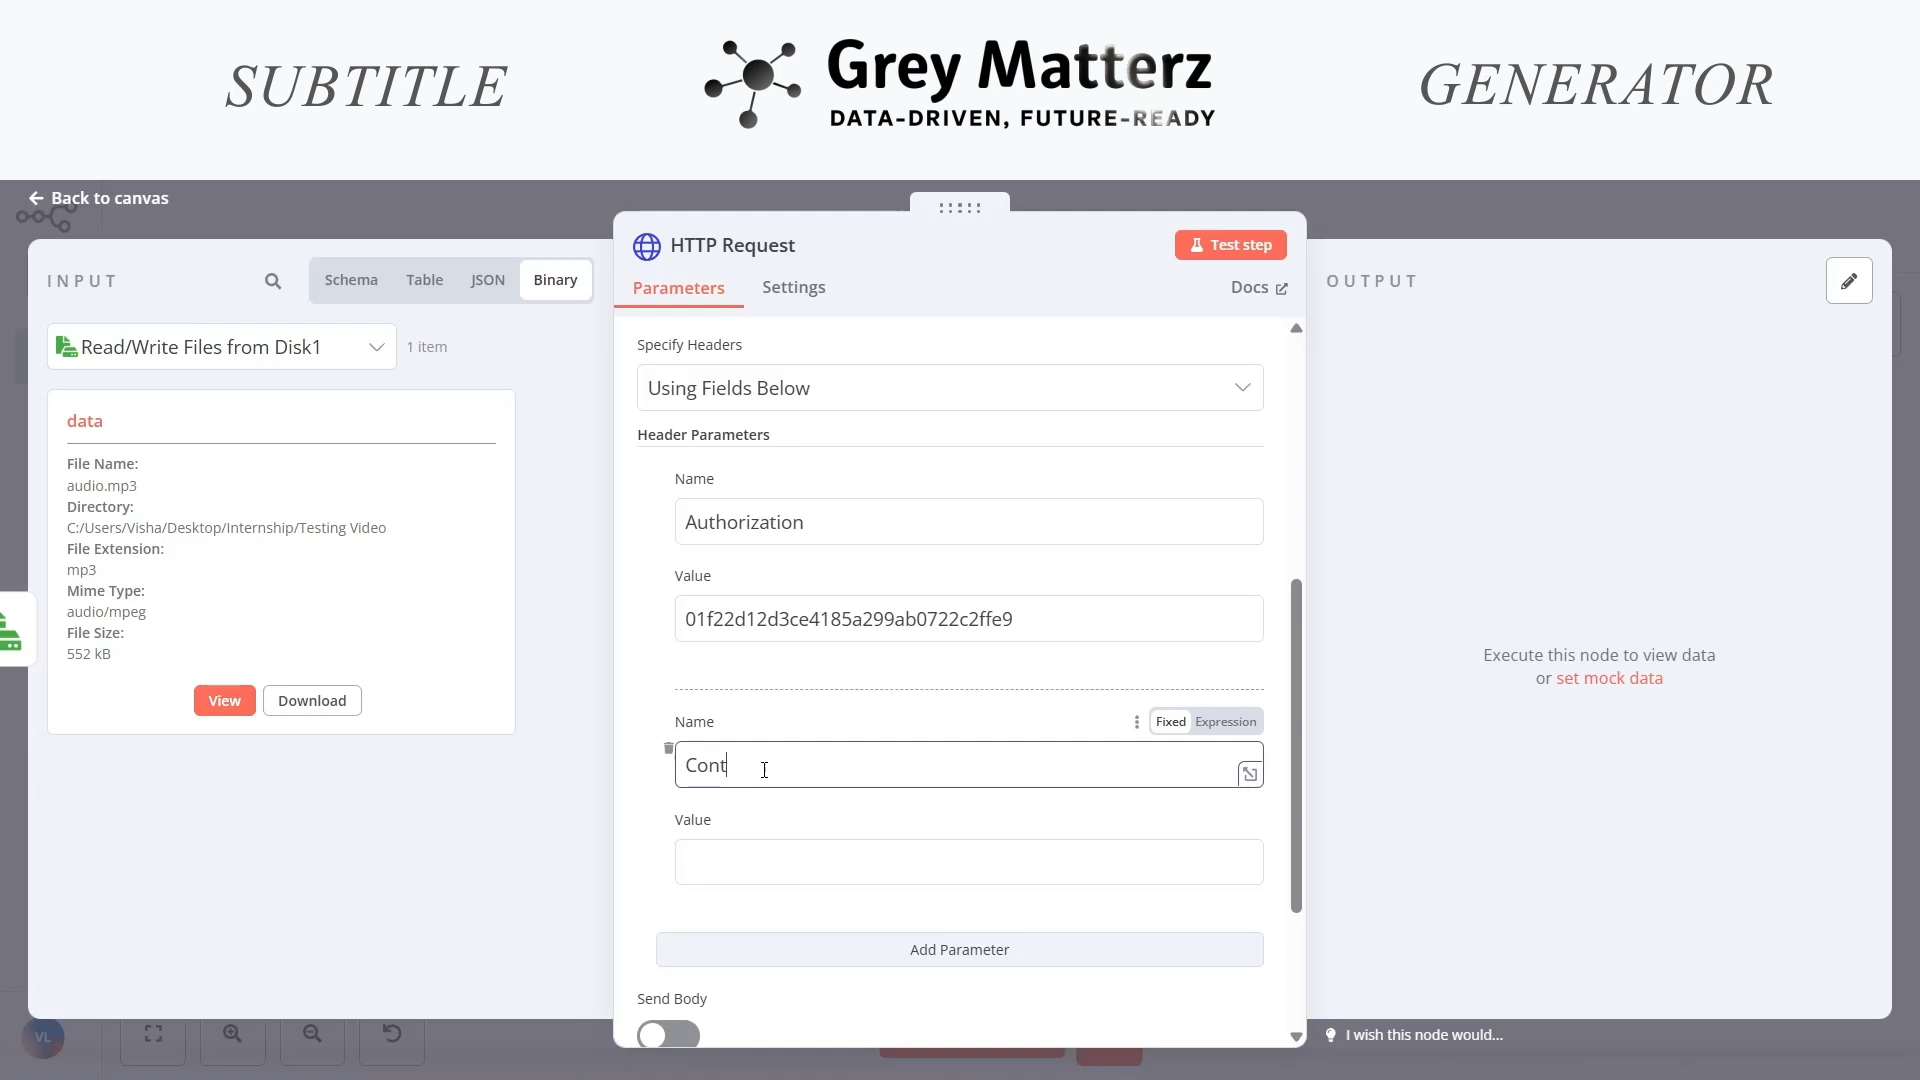 SUBTITLE
Grey Matterz
DATA-DRIVEN, FUTURE-READY
GENERATOR
Back to canvas
INPUT
Schema
Table
JSON
Binary
Read/Write Files from Disk1
1 item
data
File Name:
audio.mp3
Directory:
C:/Users/Visha/Desktop/Internship/Testing Video
File Extension:
mp3
Mime Type:
audio/mpeg
File Size:
552 kB
View
Download
HTTP Request
Test step
Parameters
Settings
Docs
Specify Headers
Using Fields Below
Header Parameters
Name
Authorization
Value
01f22d12d3ce4185a299ab0722c2ffe9
Name
Fixed
Expression
Cont
Value
Add Parameter
Send Body
OUTPUT
Execute this node to view data
or set mock data
VL
I wish this node would...